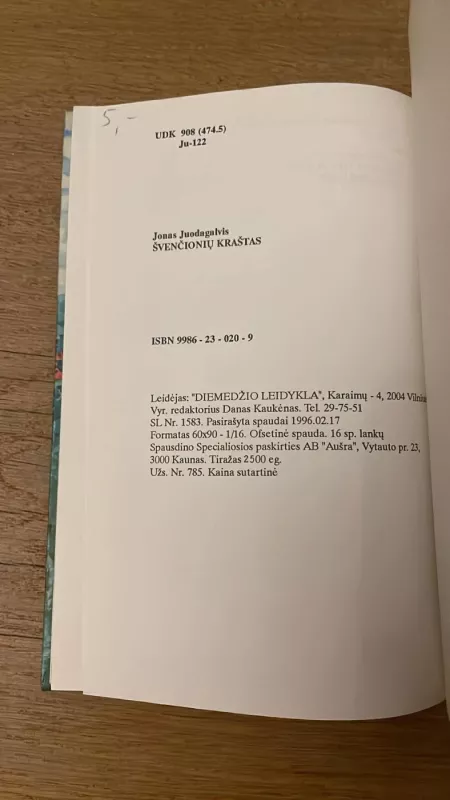 5,-
UDK 908 (474.5)
Ju-122
Jonas Juodagalvis
ŠVENČIONIŲ KRAŠTAS
ISBN 9986 - 23 - 020 - 9
Leidėjas: "DIEMEDŽIO LEIDYKLA", Karaimų - 4, 2004 Vilnius
Vyr. redaktorius Danas Kaukėnas. Tel. 29-75-51
SL Nr. 1583. Pasirašyta spaudai 1996.02.17
Formatas 60x90 - 1/16. Ofsetinė spauda. 16 sp. lankų
Spausdino Specialiosios paskirties AB "Aušra", Vytauto pr. 23,
3000 Kaunas. Tiražas 2500 eg.
Užs. Nr. 785. Kaina sutartinė